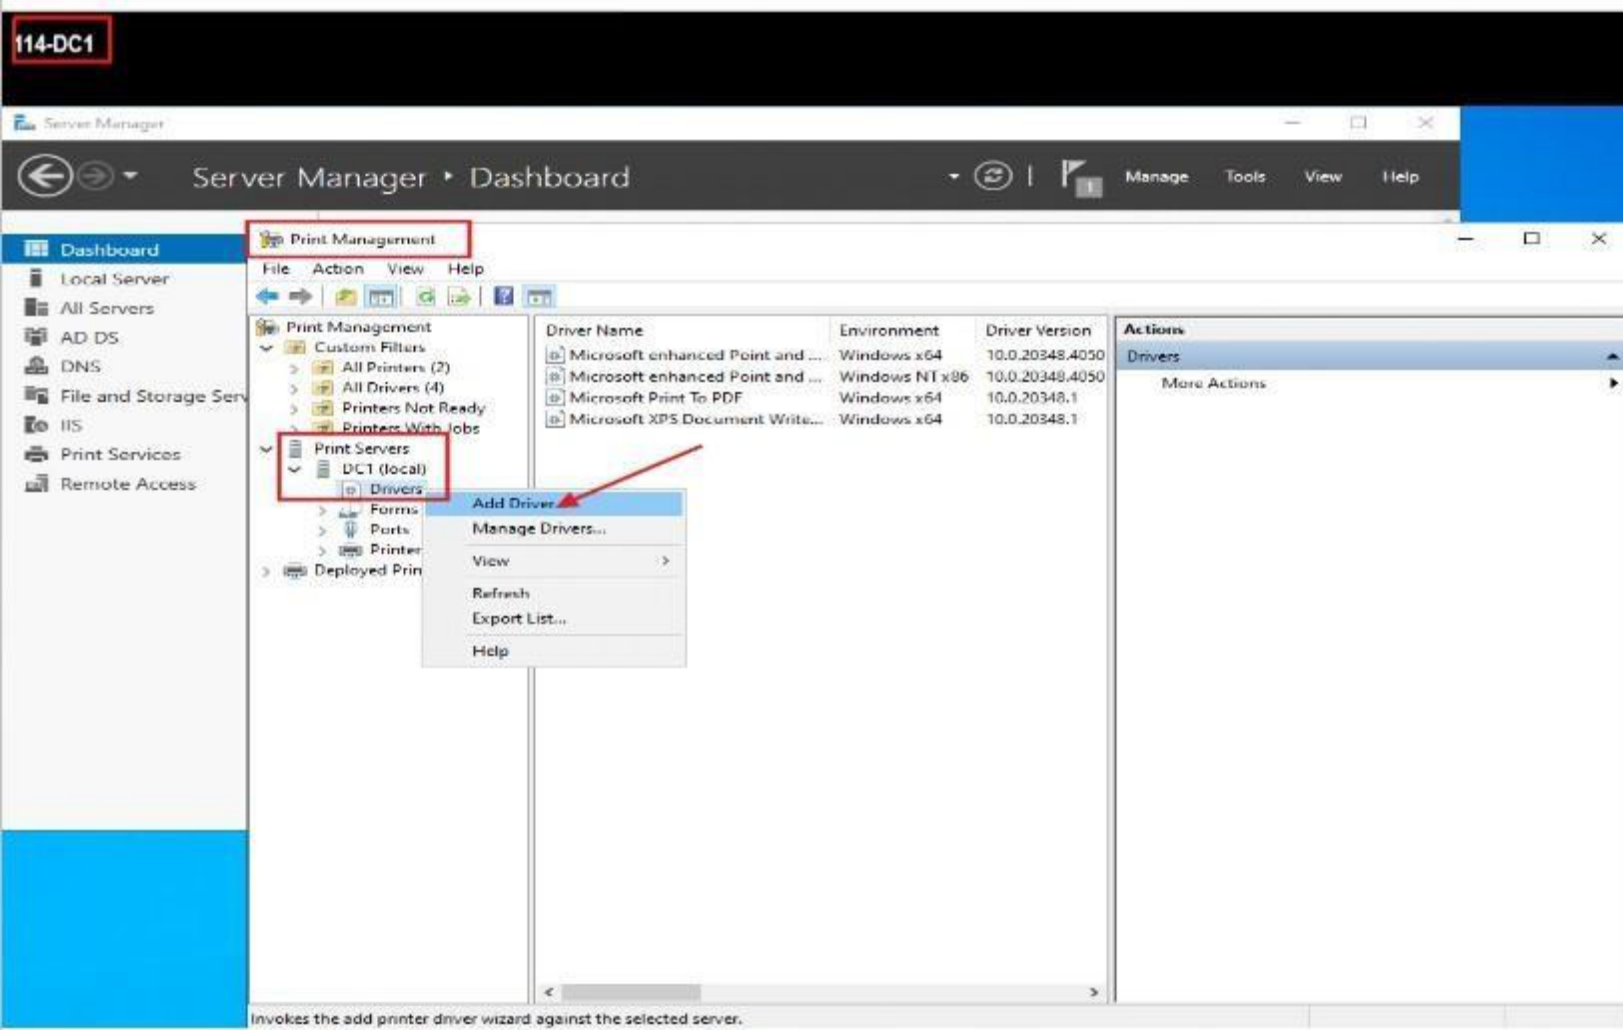 114-DC1
Server Manager
Server Manager • Dashboard
1
Manage Tools View Help
Dashboard
Local Server
All Servers
AD DS
DNS
File and Storage Serv
IIS
Print Services
Remote Access
Print Management
File Action View Help
Print Management
Custom Filters
All Printers (2)
All Drivers (4)
Printers Not Ready
Printers With Jobs
Print Servers
DC1 (local)
Drivers
Forms
Ports
Printer
Deployed Prin
Driver Name Environment Driver Version
Microsoft enhanced Point and ... Windows x64 10.0.20348.4050
Microsoft enhanced Point and ... Windows NT x86 10.0.20348.4050
Microsoft Print To PDF Windows x64 10.0.20348.1
Microsoft XPS Document Write... Windows x64 10.0.20348.1
Add Driver...
Manage Drivers...
View
Refresh
Export List...
Help
Actions
Drivers
More Actions
Invokes the add printer driver wizard against the selected server.